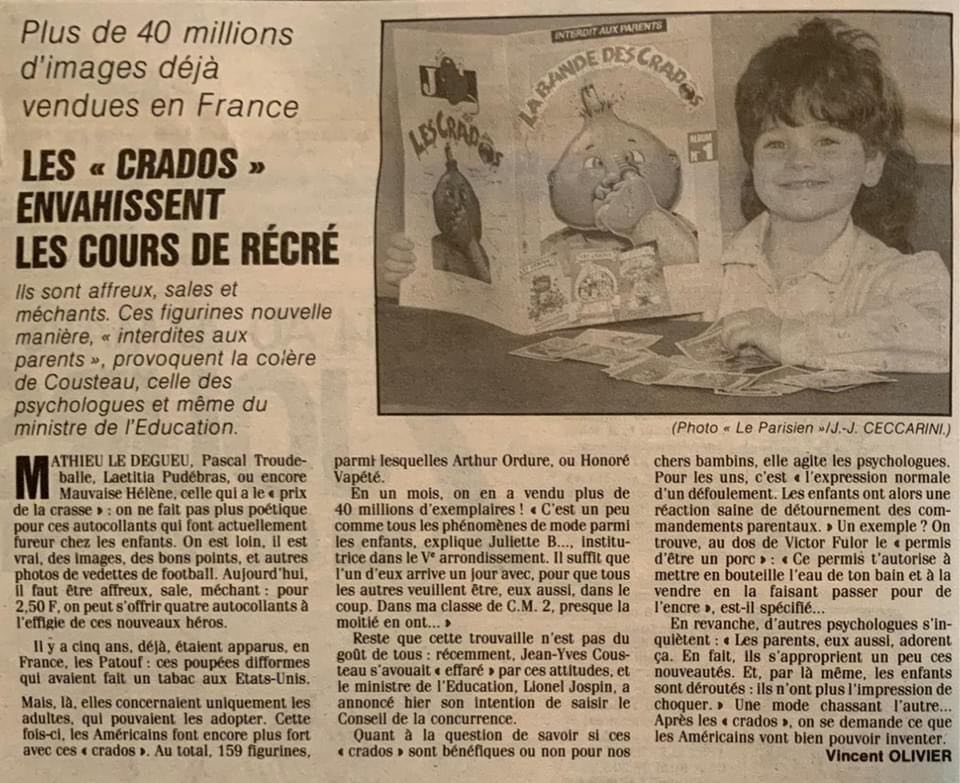 Plus de 40 millions
d'images déjà
vendues en France
LES « CRADOS »
ENVAHISSENT
LES COURS DE RÉCRÉ
Ils sont affreux, sales et
méchants. Ces figurines nouvelle
manière, « interdites aux
parents », provoquent la colère
de Cousteau, celle des
psychologues et même du
ministre de l'Education.
INTERDIT AUX PARENTS
LA BANDE DES CRADOS
LES CRADOS
ALBUM
N°1
(Photo « Le Parisien »/J.-J. CECCARINI.)
MATHIEU LE DEGUEU, Pascal Troude-
balle, Laetitia Pudébras, ou encore
Mauvaise Hélène, celle qui a le « prix
de la crasse » : on ne fait pas plus poétique
pour ces autocollants qui font actuellement
fureur chez les enfants. On est loin, il est
vrai, des images, des bons points, et autres
photos de vedettes de football. Aujourd'hui,
il faut être affreux, sale, méchant : pour
2,50 F, on peut s'offrir quatre autocollants à
l'effigie de ces nouveaux héros.
Il y a cinq ans, déjà, étaient apparus, en
France, les Patouf : ces poupées difformes
qui avaient fait un tabac aux Etats-Unis.
Mais, là, elles concernaient uniquement les
adultes, qui pouvaient les adopter. Cette
fois-ci, les Américains font encore plus fort
avec ces « crados ». Au total, 159 figurines,
parmi lesquelles Arthur Ordure, ou Honoré
Vapété.
En un mois, on en a vendu plus de
40 millions d'exemplaires ! « C'est un peu
comme tous les phénomènes de mode parmi
les enfants, explique Juliette B..., institu-
trice dans le Ve arrondissement. Il suffit que
l'un d'eux arrive un jour avec, pour que tous
les autres veuillent être, eux aussi, dans le
coup. Dans ma classe de C.M. 2, presque la
moitié en ont... »
Reste que cette trouvaille n'est pas du
goût de tous : récemment, Jean-Yves Cous-
teau s'avouait « effaré » par ces attitudes, et
le ministre de l'Education, Lionel Jospin, a
annoncé hier son intention de saisir le
Conseil de la concurrence.
Quant à la question de savoir si ces
« crados » sont bénéfiques ou non pour nos
chers bambins, elle agite les psychologues.
Pour les uns, c'est « l'expression normale
d'un défoulement. Les enfants ont alors une
réaction saine de détournement des com-
mandements parentaux. » Un exemple ? On
trouve, au dos de Victor Fulor le « permis
d'être un porc » : « Ce permis t'autorise à
mettre en bouteille l'eau de ton bain et à la
vendre en la faisant passer pour de
l'encre », est-il spécifié...
En revanche, d'autres psychologues s'in-
quiètent : « Les parents, eux aussi, adorent
ça. En fait, ils s'approprient un peu ces
nouveautés. Et, par là même, les enfants
sont déroutés : ils n'ont plus l'impression de
choquer. » Une mode chassant l'autre...
Après les « crados », on se demande ce que
les Américains vont bien pouvoir inventer.
Vincent OLIVIER